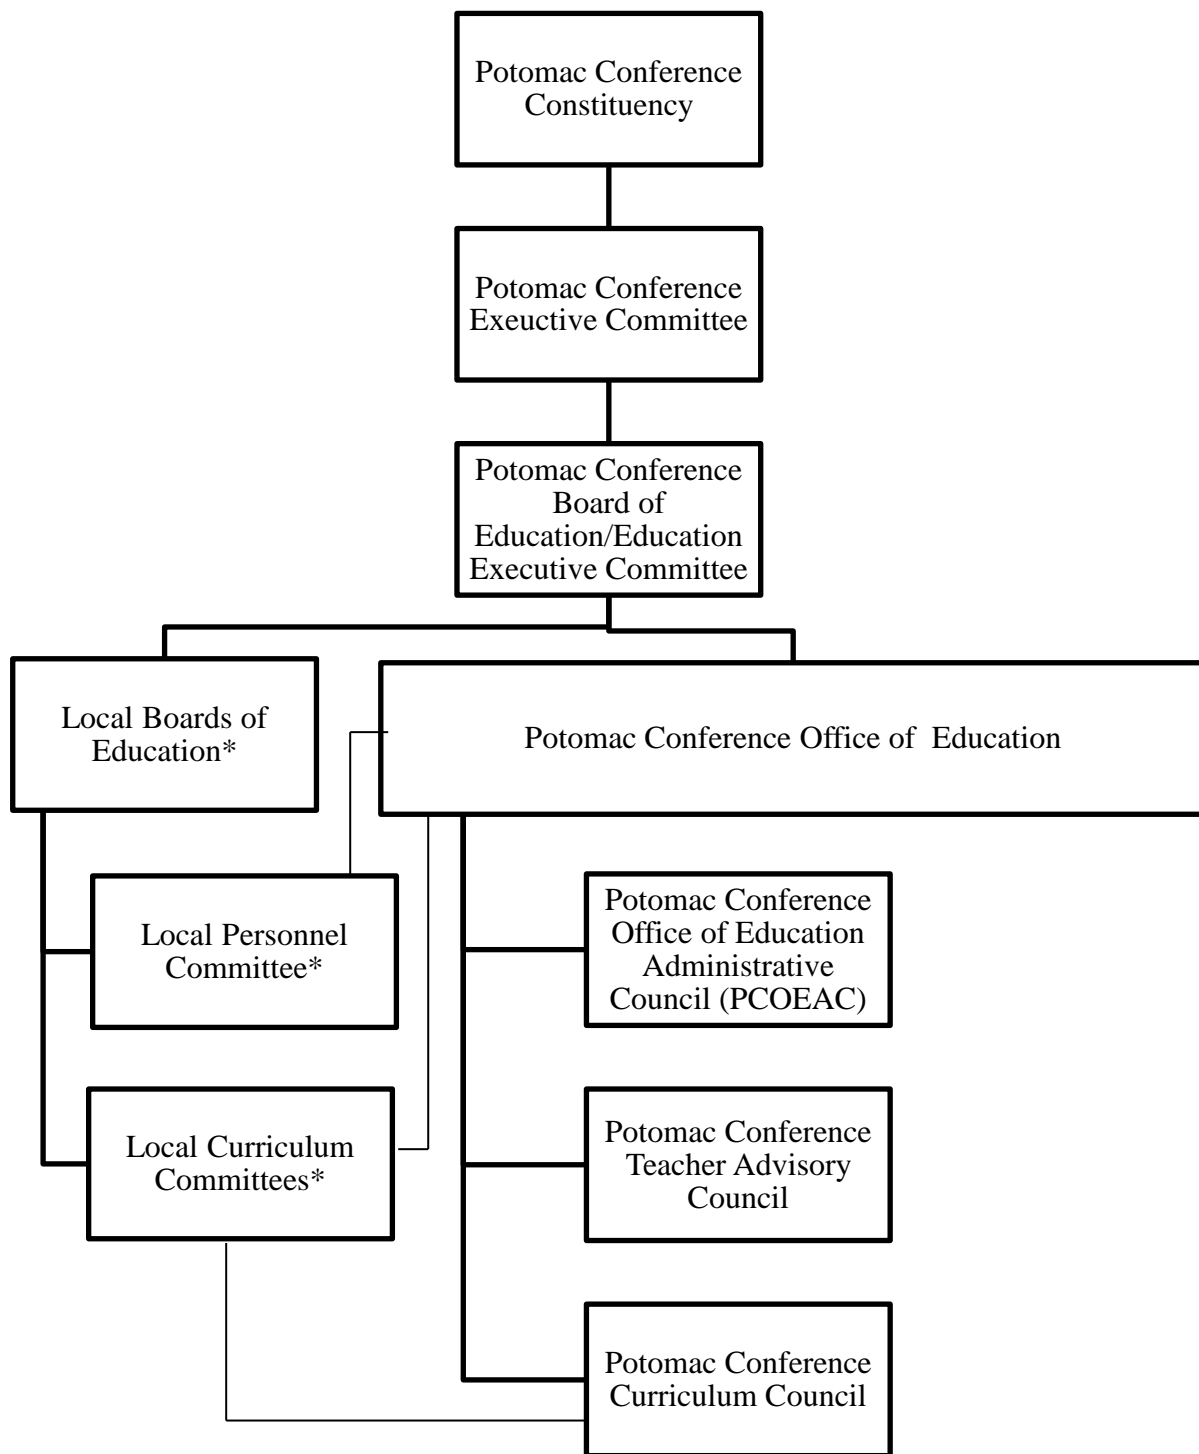 Potomac Conference
Constituency
Potomac Conference
Exeuctive Committee
Potomac Conference
Board of
Education/Education
Executive Committee
Local Boards of
Education*
Potomac Conference Office of  Education
Local Personnel
Committee*
Potomac Conference
Office of Education
Administrative
Council (PCOEAC)
Local Curriculum
Committees*
Potomac Conference
Teacher Advisory
Council
Potomac Conference
Curriculum Council